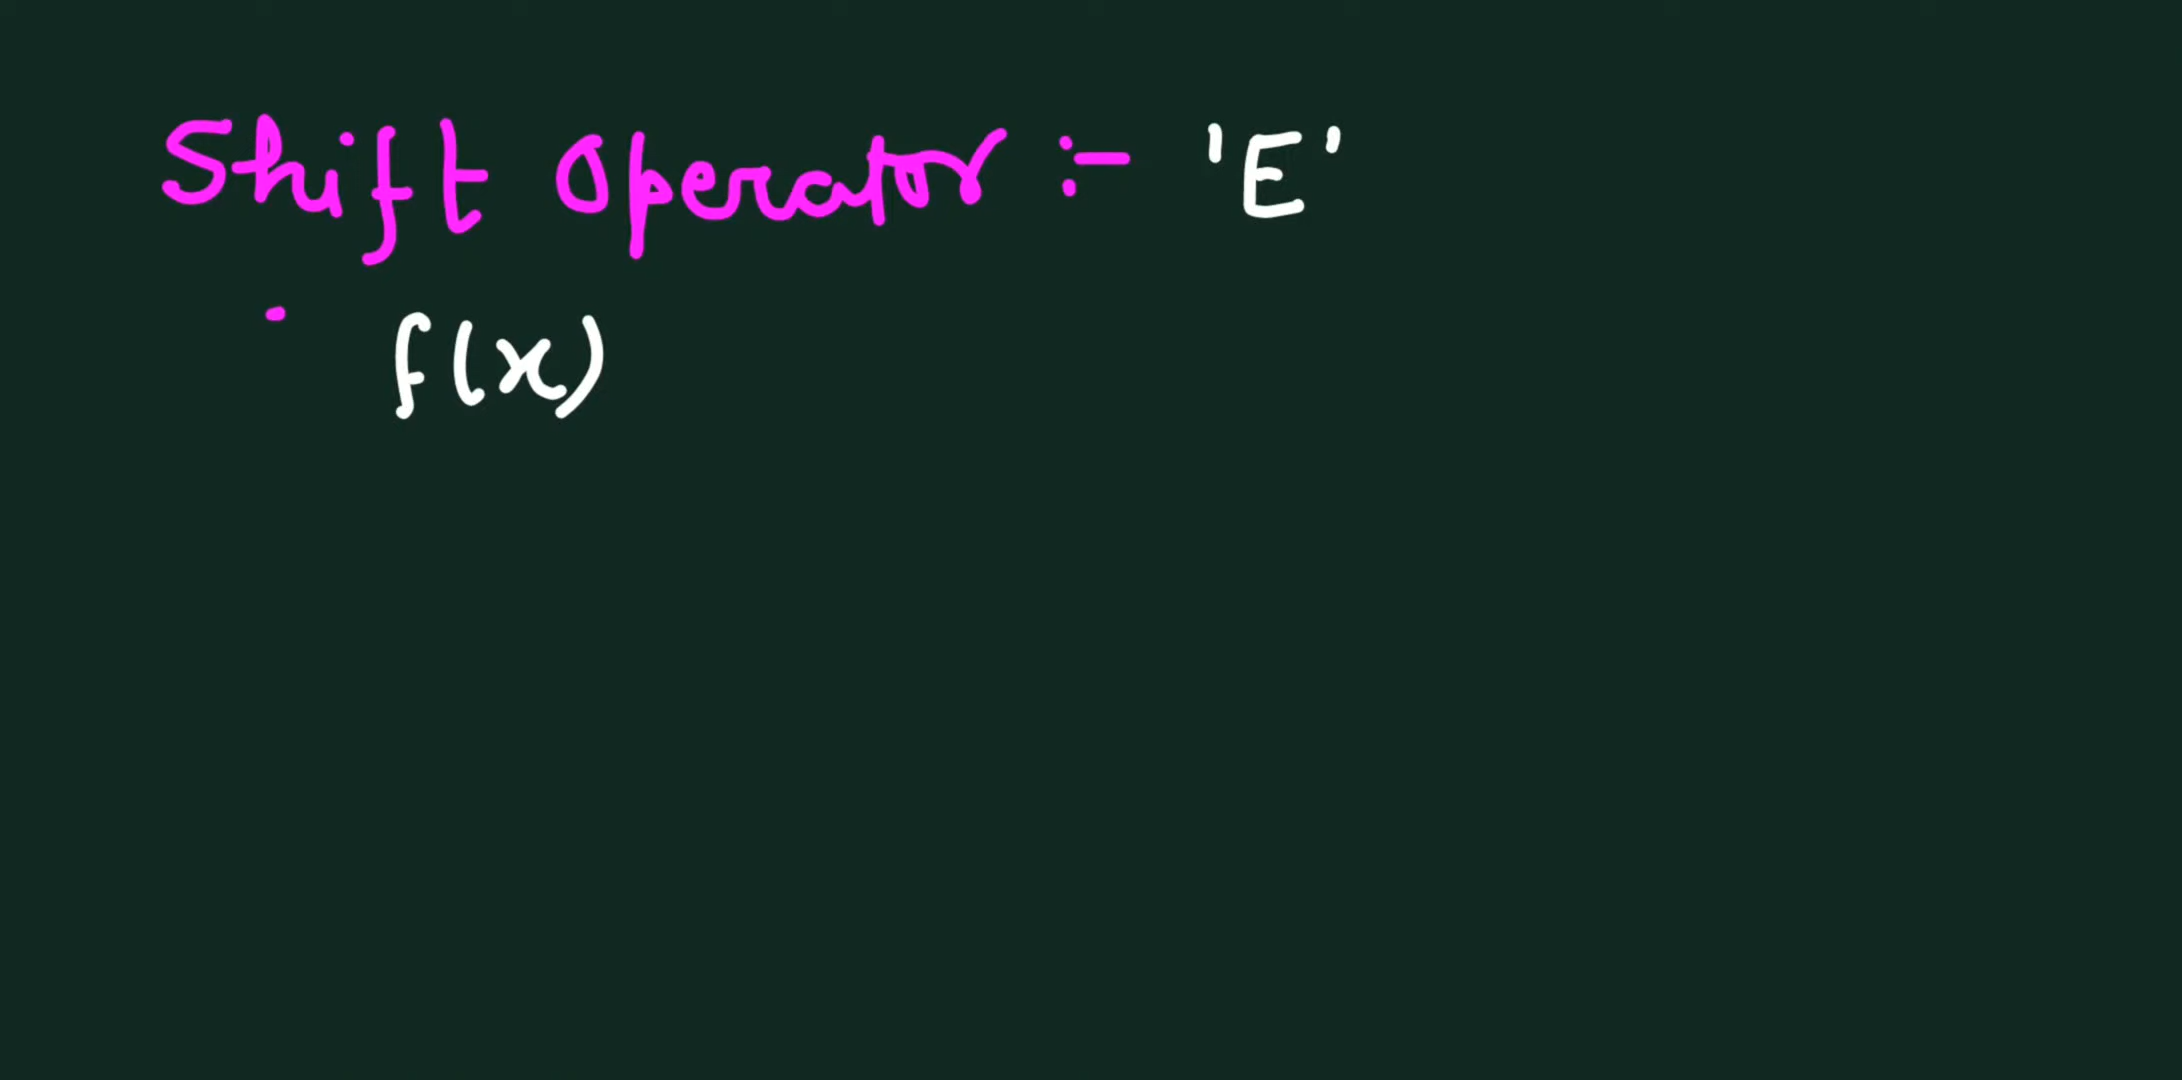 Shift Operator :- 'E'
f(x)